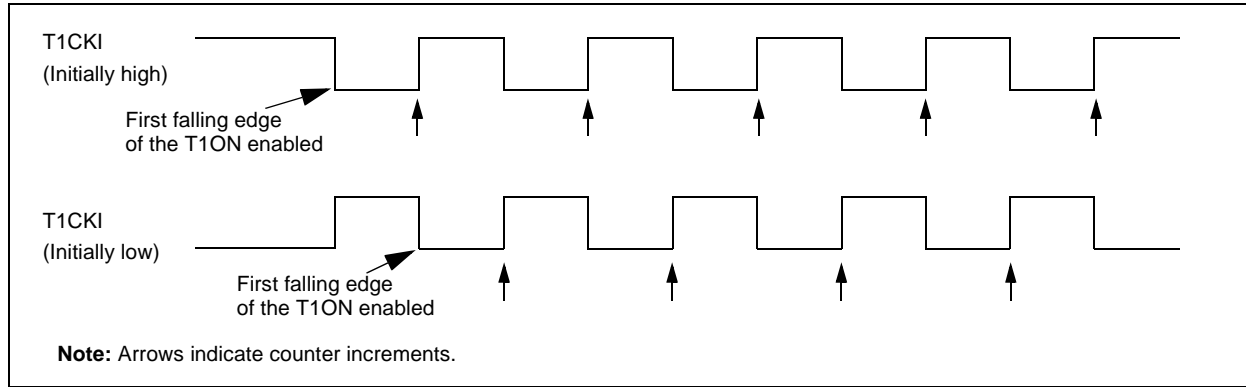 T1CKI
(Initially high)
First falling edge
of the T1ON enabled
T1CKI
(Initially low)
First falling edge
of the T1ON enabled
Note: Arrows indicate counter increments.